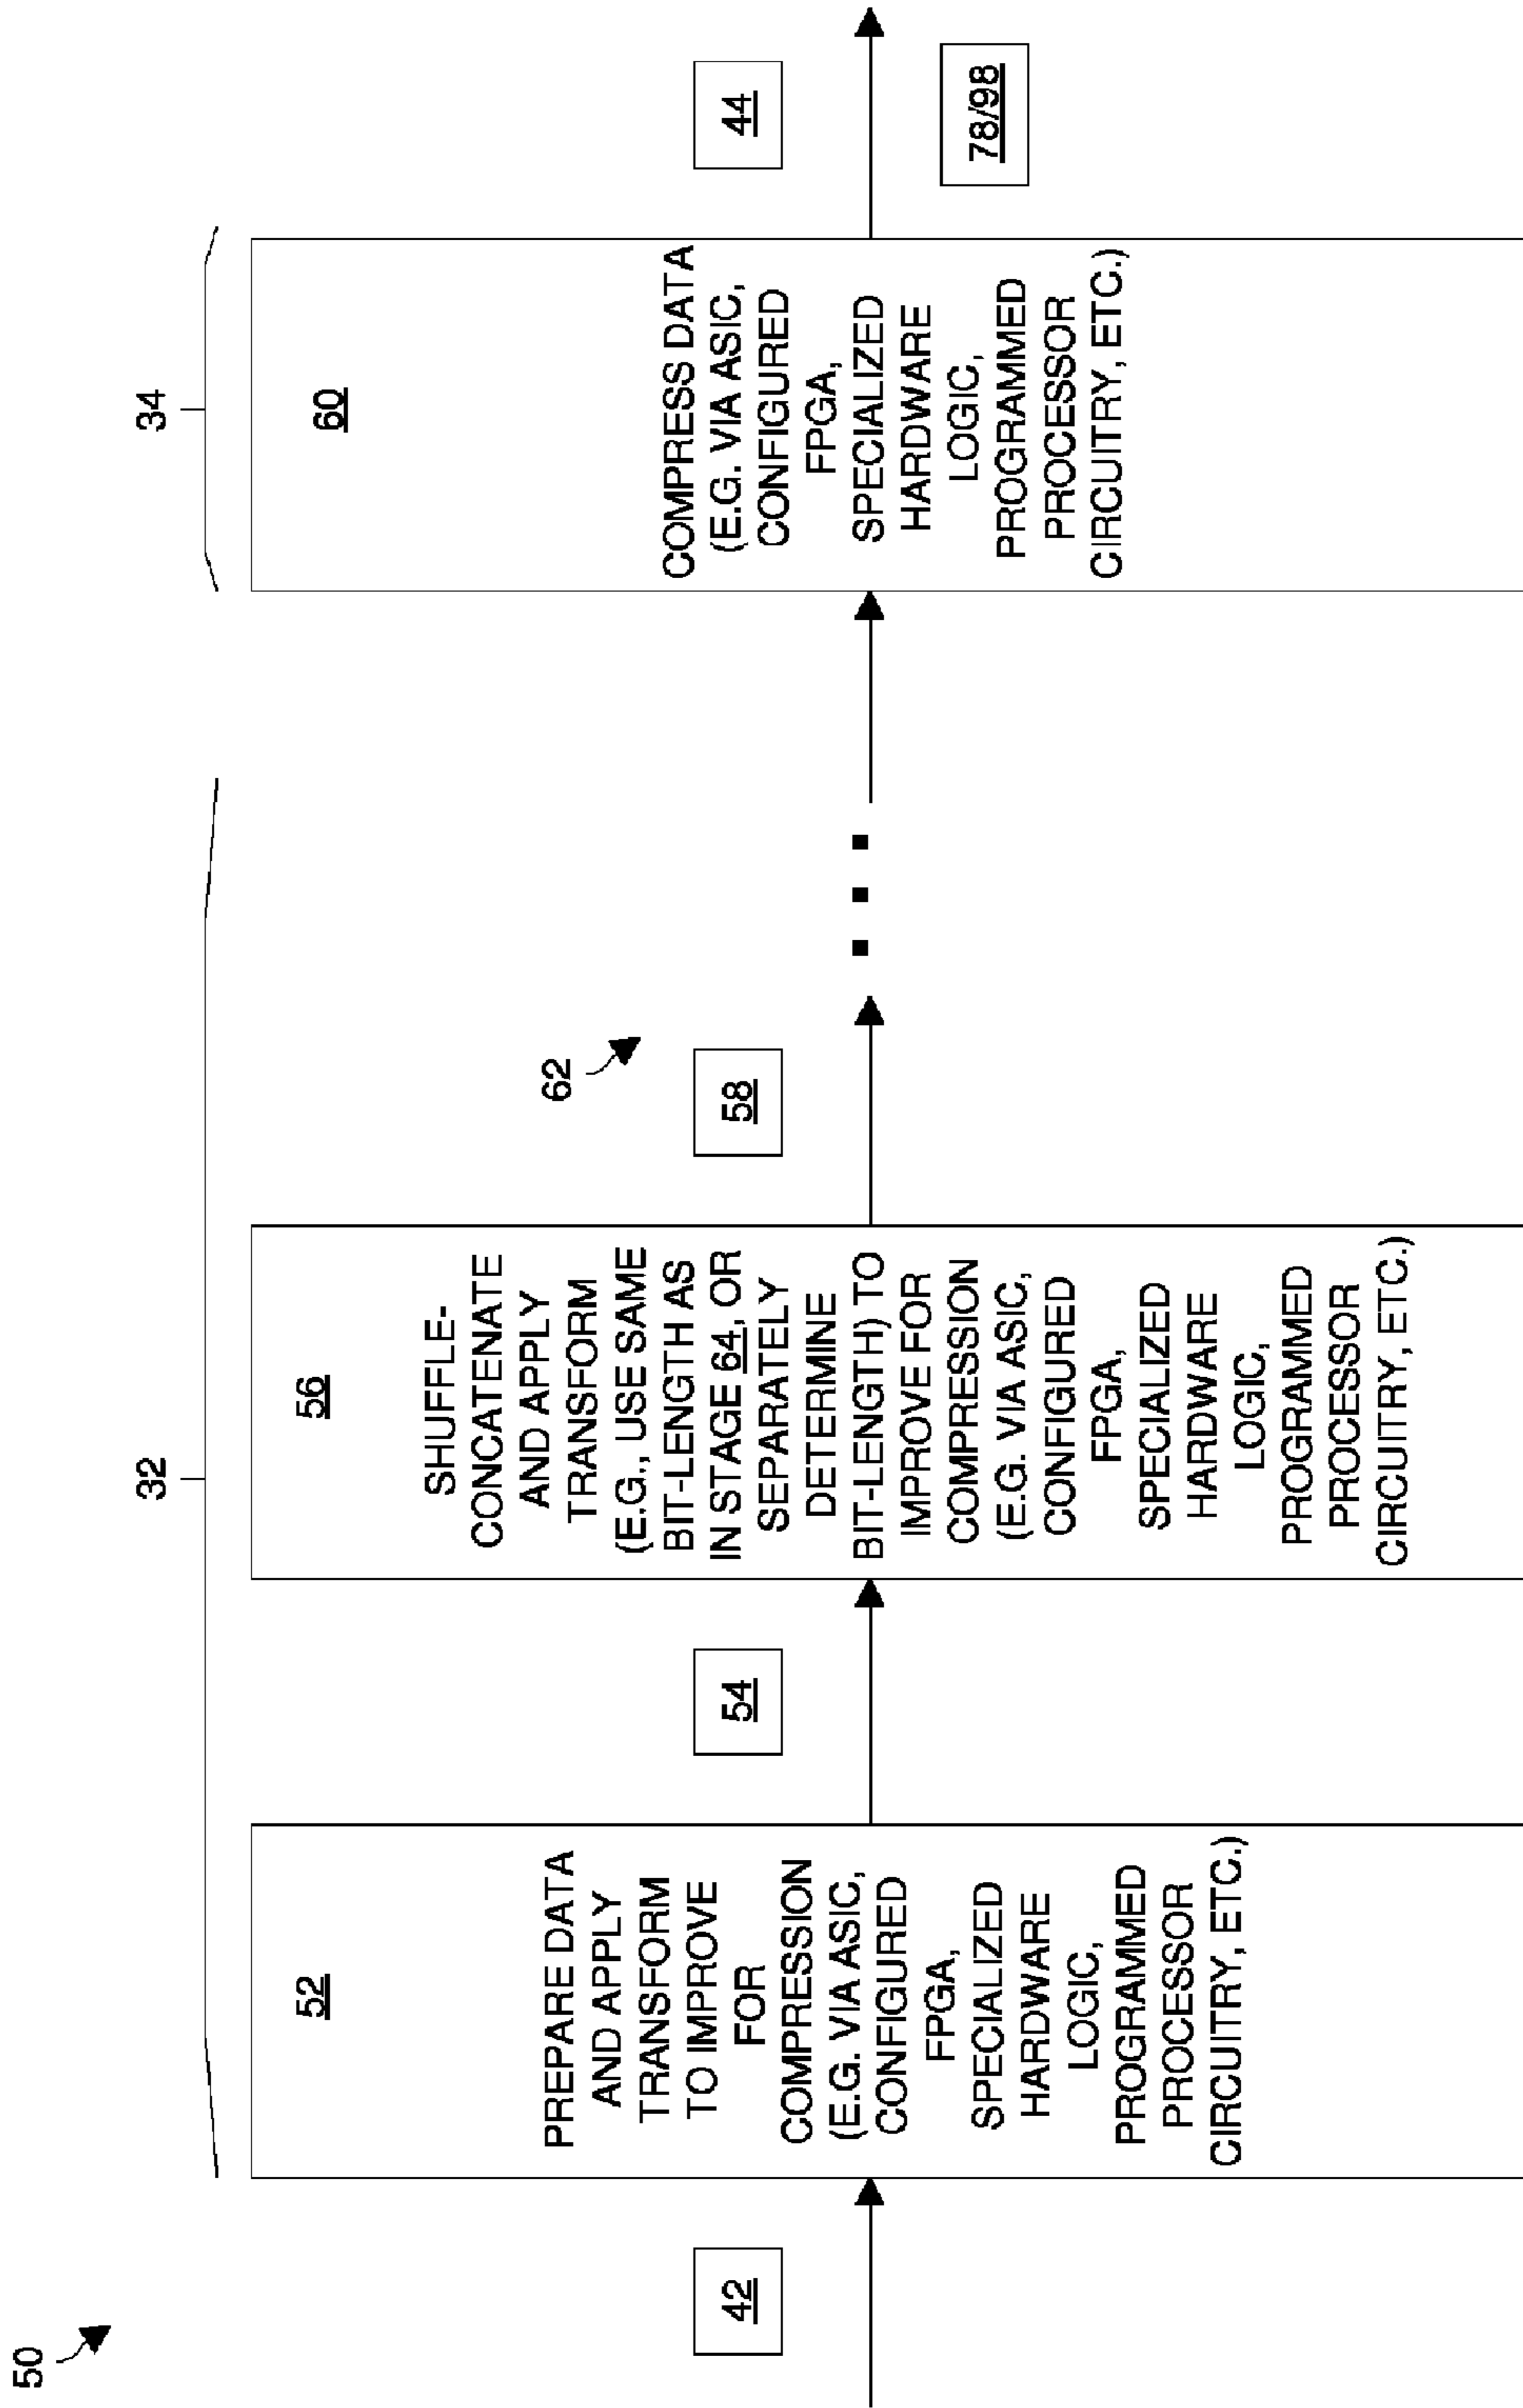 50
32
34
42
52
PREPARE DATA
AND APPLY
TRANSFORM
TO IMPROVE
FOR
COMPRESSION
(E.G. VIA ASIC,
CONFIGURED
FPGA,
SPECIALIZED
HARDWARE
LOGIC,
PROGRAMMED
PROCESSOR
CIRCUITRY, ETC.)
54
56
SHUFFLE-
CONCATENATE
AND APPLY
TRANSFORM
(E.G., USE SAME
BIT-LENGTH AS
IN STAGE 64, OR
SEPARATELY
DETERMINE
BIT-LENGTH) TO
IMPROVE FOR
COMPRESSION
(E.G. VIA ASIC,
CONFIGURED
FPGA,
SPECIALIZED
HARDWARE
LOGIC,
PROGRAMMED
PROCESSOR
CIRCUITRY, ETC.)
58
62
60
COMPRESS DATA
(E.G. VIA ASIC,
CONFIGURED
FPGA,
SPECIALIZED
HARDWARE
LOGIC,
PROGRAMMED
PROCESSOR
CIRCUITRY, ETC.)
44
78/98